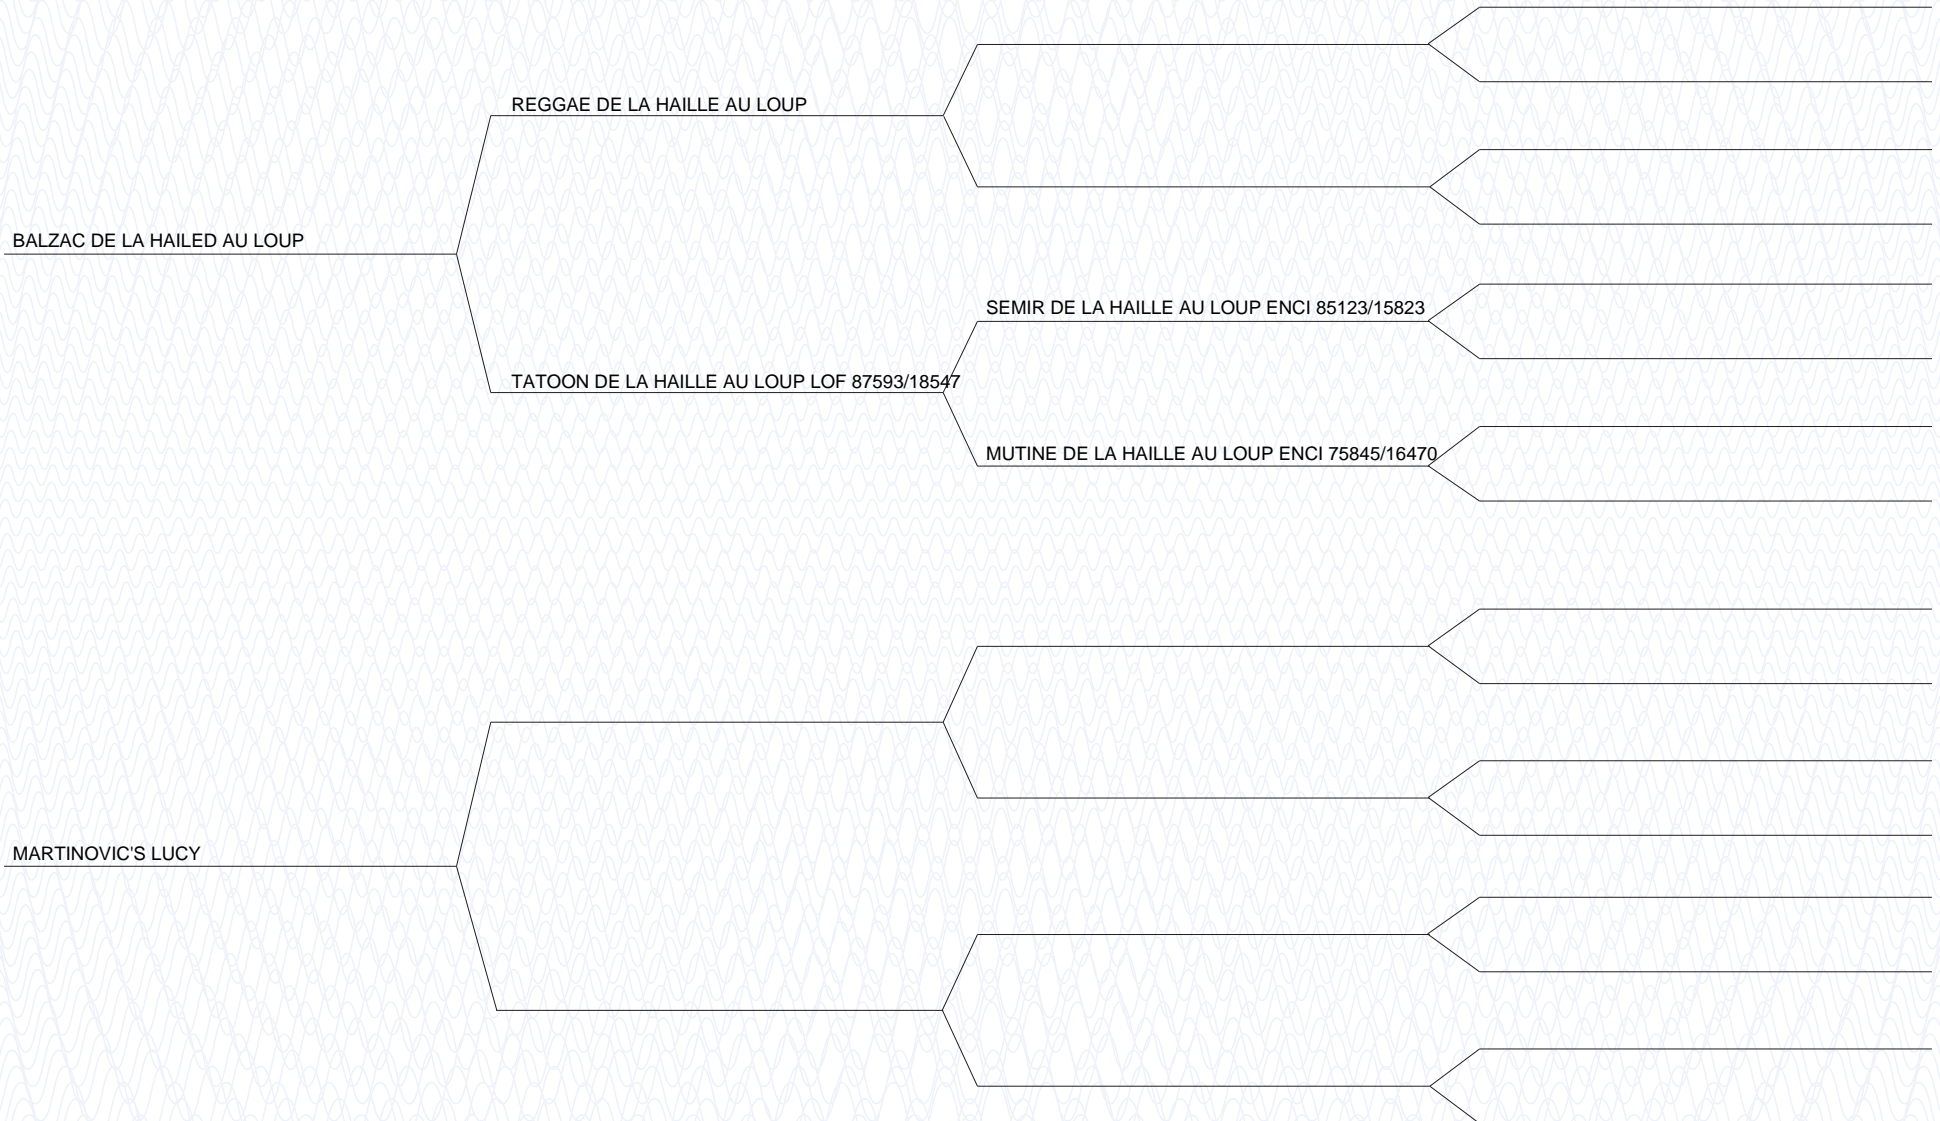 REGGAE DE LA HAILLE AU LOUP
BALZAC DE LA HAILED AU LOUP
SEMIR DE LA HAILLE AU LOUP ENCI 85123/15823
TATOON DE LA HAILLE AU LOUP LOF 87593/18547
MUTINE DE LA HAILLE AU LOUP ENCI 75845/16470
MARTINOVIC'S LUCY